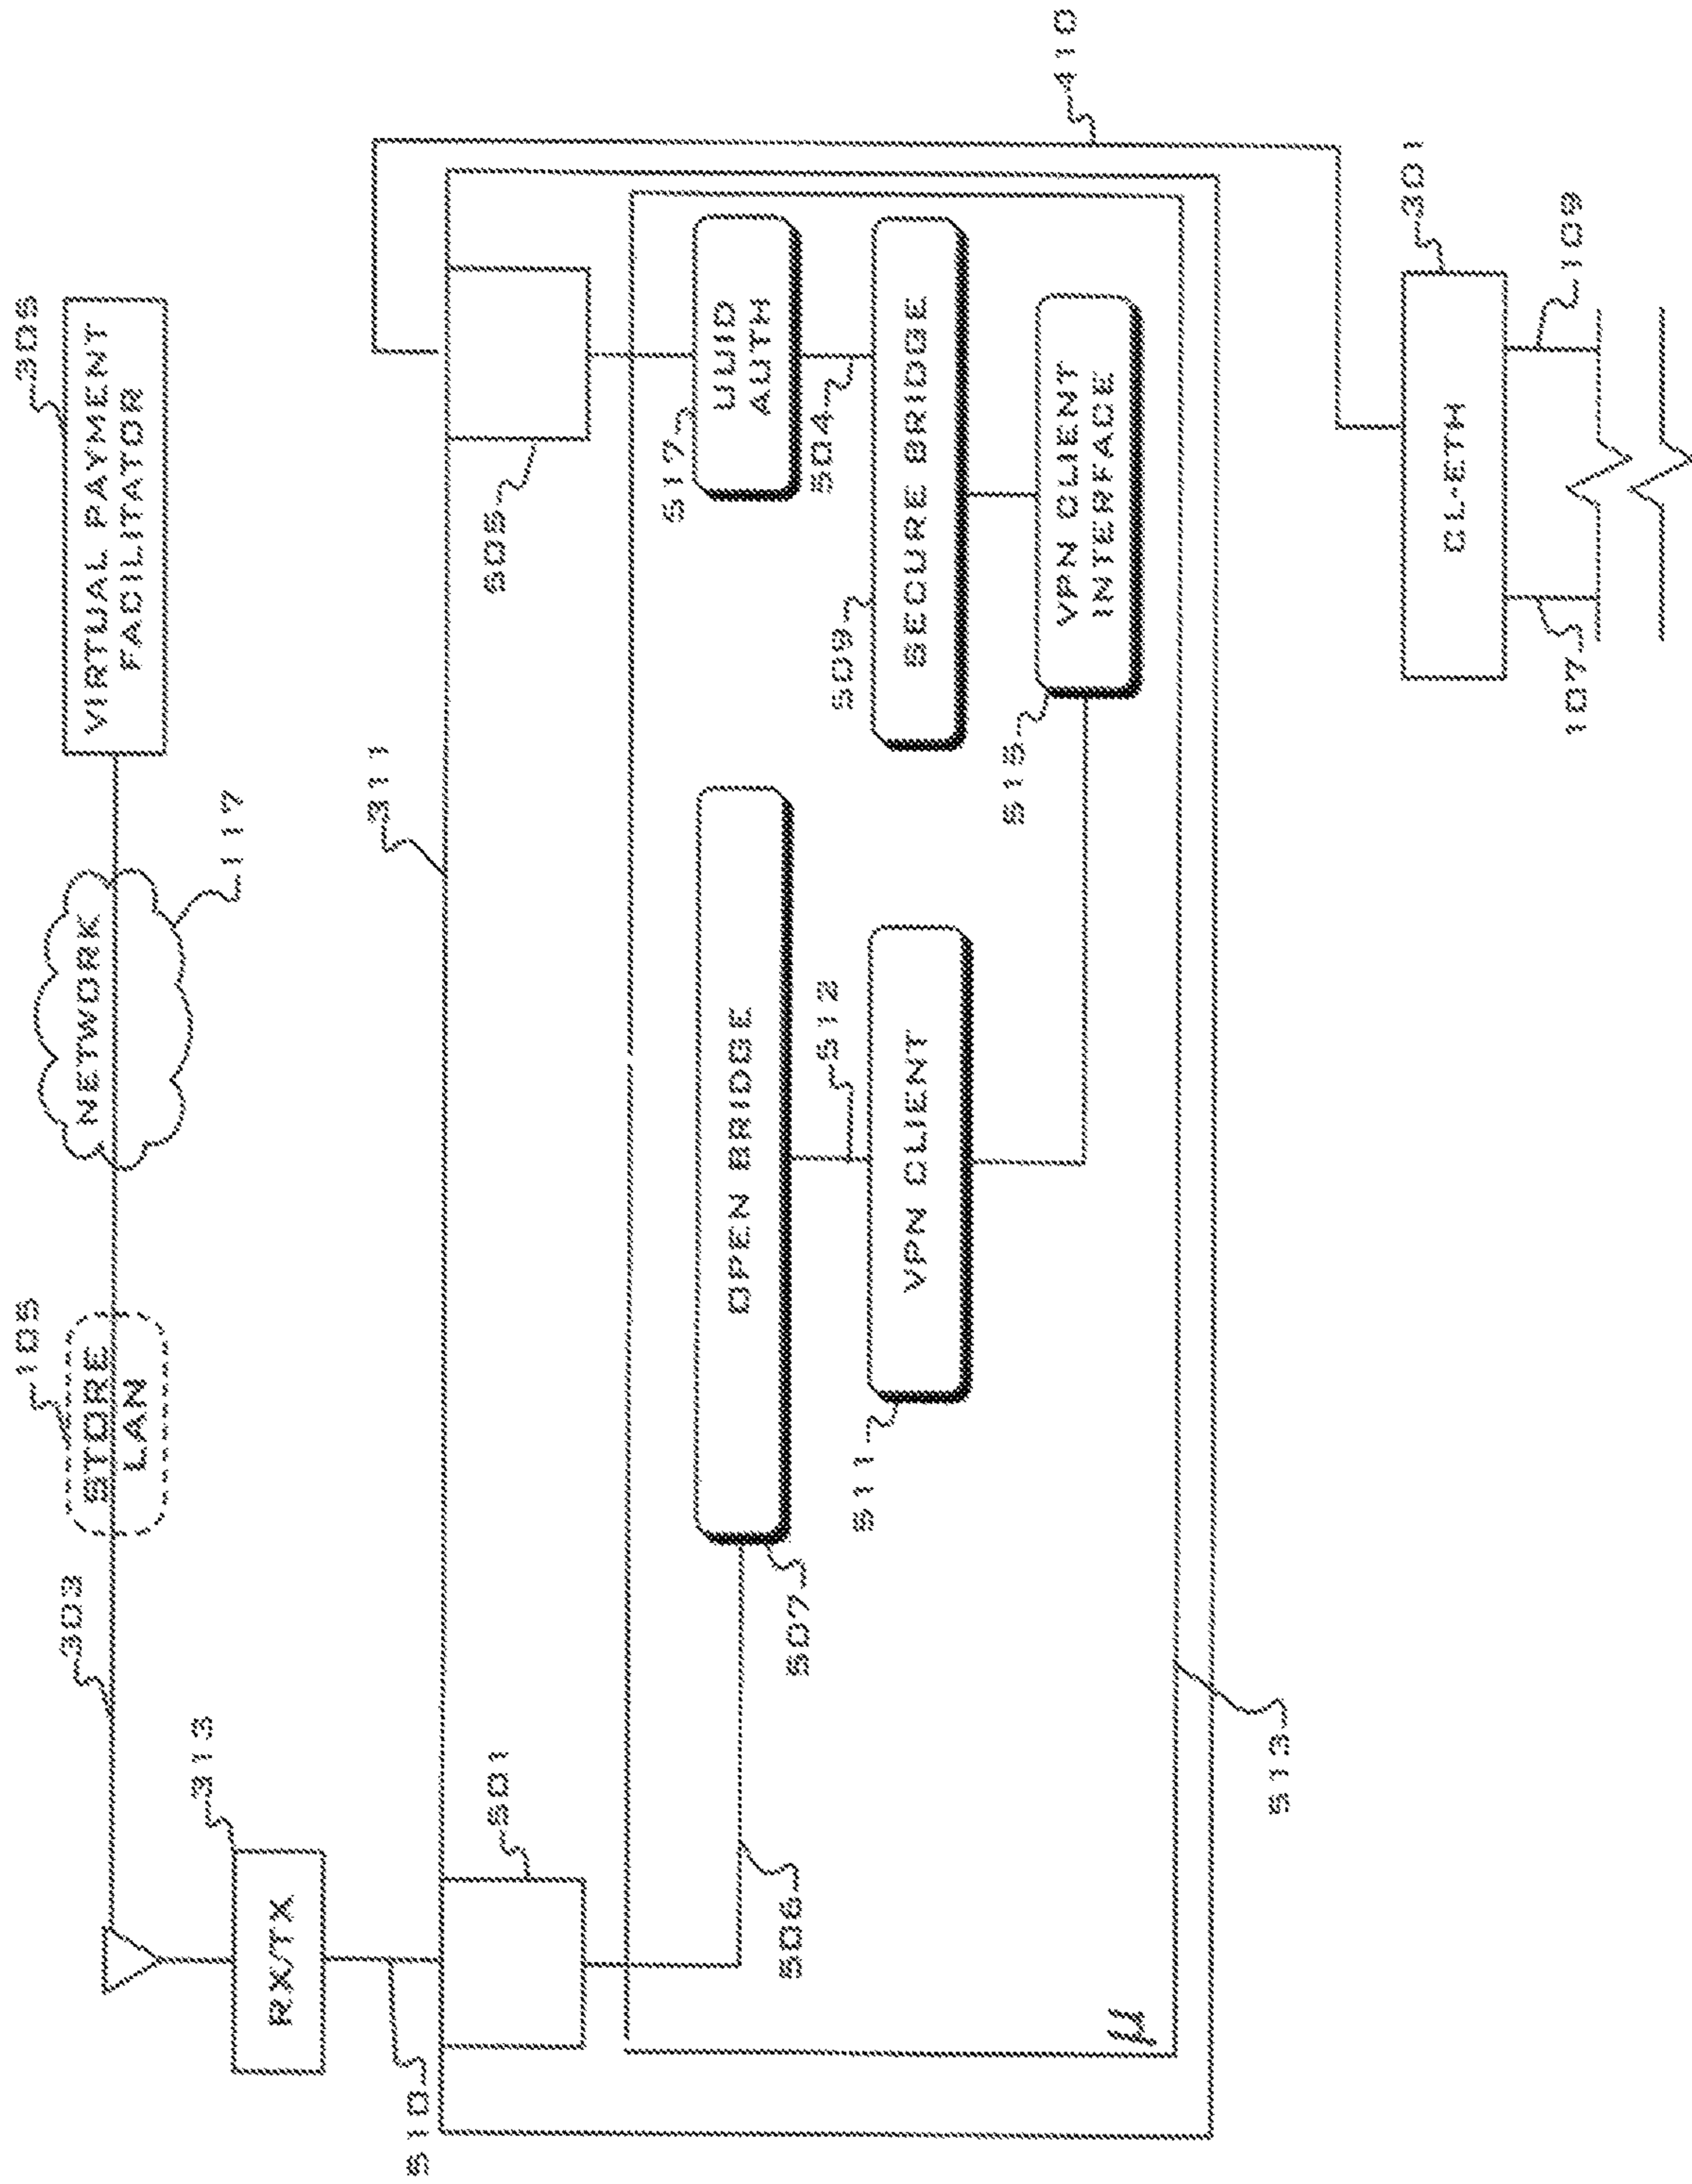 105
305
303
STORE
LAN
NETWORK
VIRTUAL PAYMENT
FACILITATOR
313
117
RX/TX
510
311
501
505
410
517
OPEN BRIDGE
UUID
AUTH
506
507
512
504
511
509
VPN CLIENT
SECURE BRIDGE
515
VPN CLIENT
INTERFACE
μ
513
301
CL-ETH
107
109